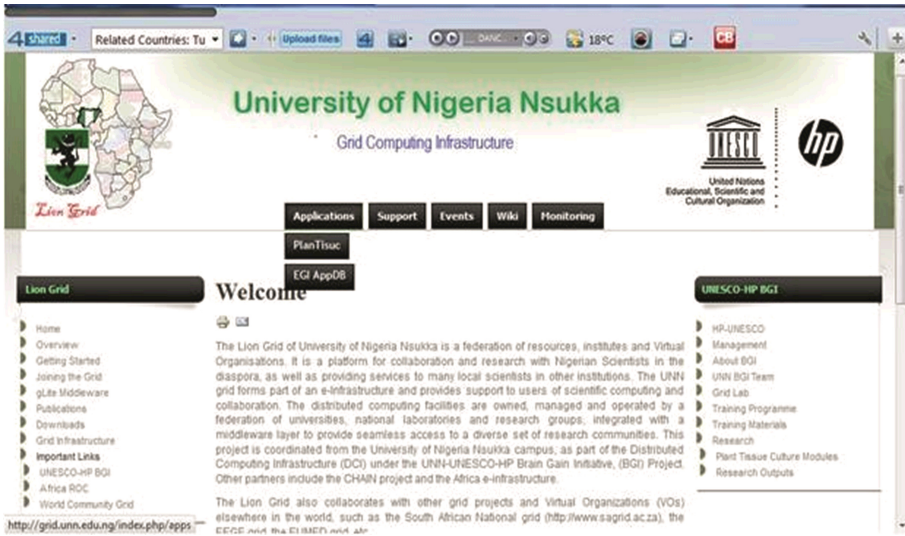 4 shared
Related Countries: Tu
Upload files
4
DANC...
18°C
CB
University of Nigeria Nsukka
Grid Computing Infrastructure
Lion Grid
UNESCO
United Nations
Educational, Scientific and
Cultural Organization
hp
Applications Support Events Wiki Monitoring
PlanTisuc
EGI AppDB
Lion Grid
Home
Overview
Getting Started
Joining the Grid
gLite Middleware
Publications
Downloads
Grid Infrastructure
Important Links
UNESCO-HP BGI
Africa ROC
World Community Grid
http://grid.unn.edu.ng/index.php/apps
Welcome
The Lion Grid of University of Nigeria Nsukka is a federation of resources, institutes and Virtual
Organisations. It is a platform for collaboration and research with Nigerian Scientists in the
diaspora, as well as providing services to many local scientists in other institutions. The UNN
grid forms part of an e-Infrastructure and provides support to users of scientific computing and
collaboration. The distributed computing facilities are owned, managed and operated by a
federation of universities, national laboratories and research groups; integrated with a
middleware layer to provide seamless access to a diverse set of research communities. This
project is coordinated from the University of Nigeria Nsukka campus, as part of the Distributed
Computing Infrastructure (DCI) under the UNN-UNESCO-HP Brain Gain Initiative, (BGI) Project.
Other partners include the CHAIN project and the Africa e-infrastructure.
The Lion Grid also collaborates with other grid projects and Virtual Organizations (VOs)
elsewhere in the world, such as the South African National grid (http://www.sagrid.ac.za), the
EEGE grid, the EUMED grid, etc
UNESCO-HP BGI
HP-UNESCO
Management
About BGI
UNN BGI Team
Grid Lab
Training Programme
Training Materials
Research
Plant Tissue Culture Modules
Research Outputs